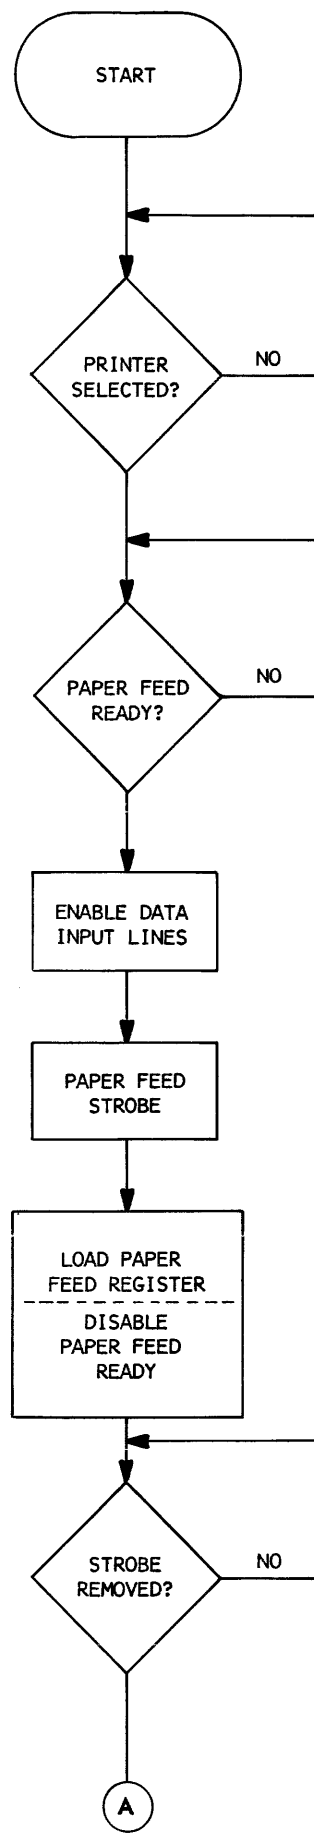 START
PRINTER
SELECTED?
NO
PAPER FEED
READY?
NO
ENABLE DATA
INPUT LINES
PAPER FEED
STROBE
LOAD PAPER
FEED REGISTER
DISABLE
PAPER FEED
READY
STROBE
REMOVED?
NO
A